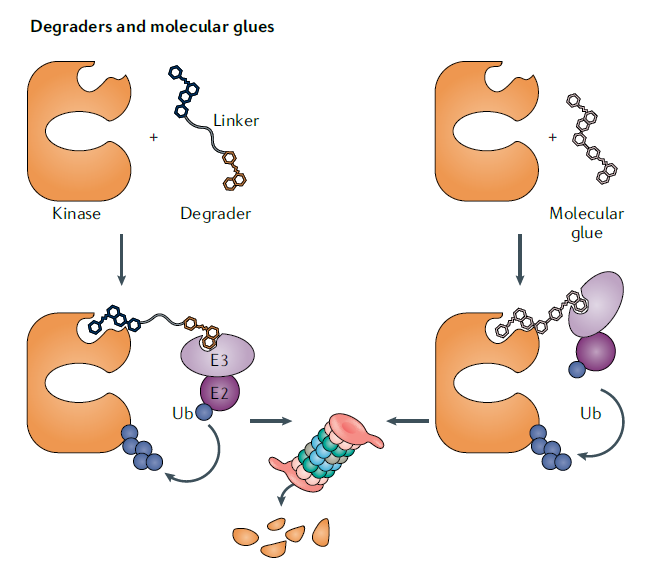 Degraders and molecular glues
Linker
+
+
Kinase
Degrader
Molecular
glue
E3
E2
Ub
Ub